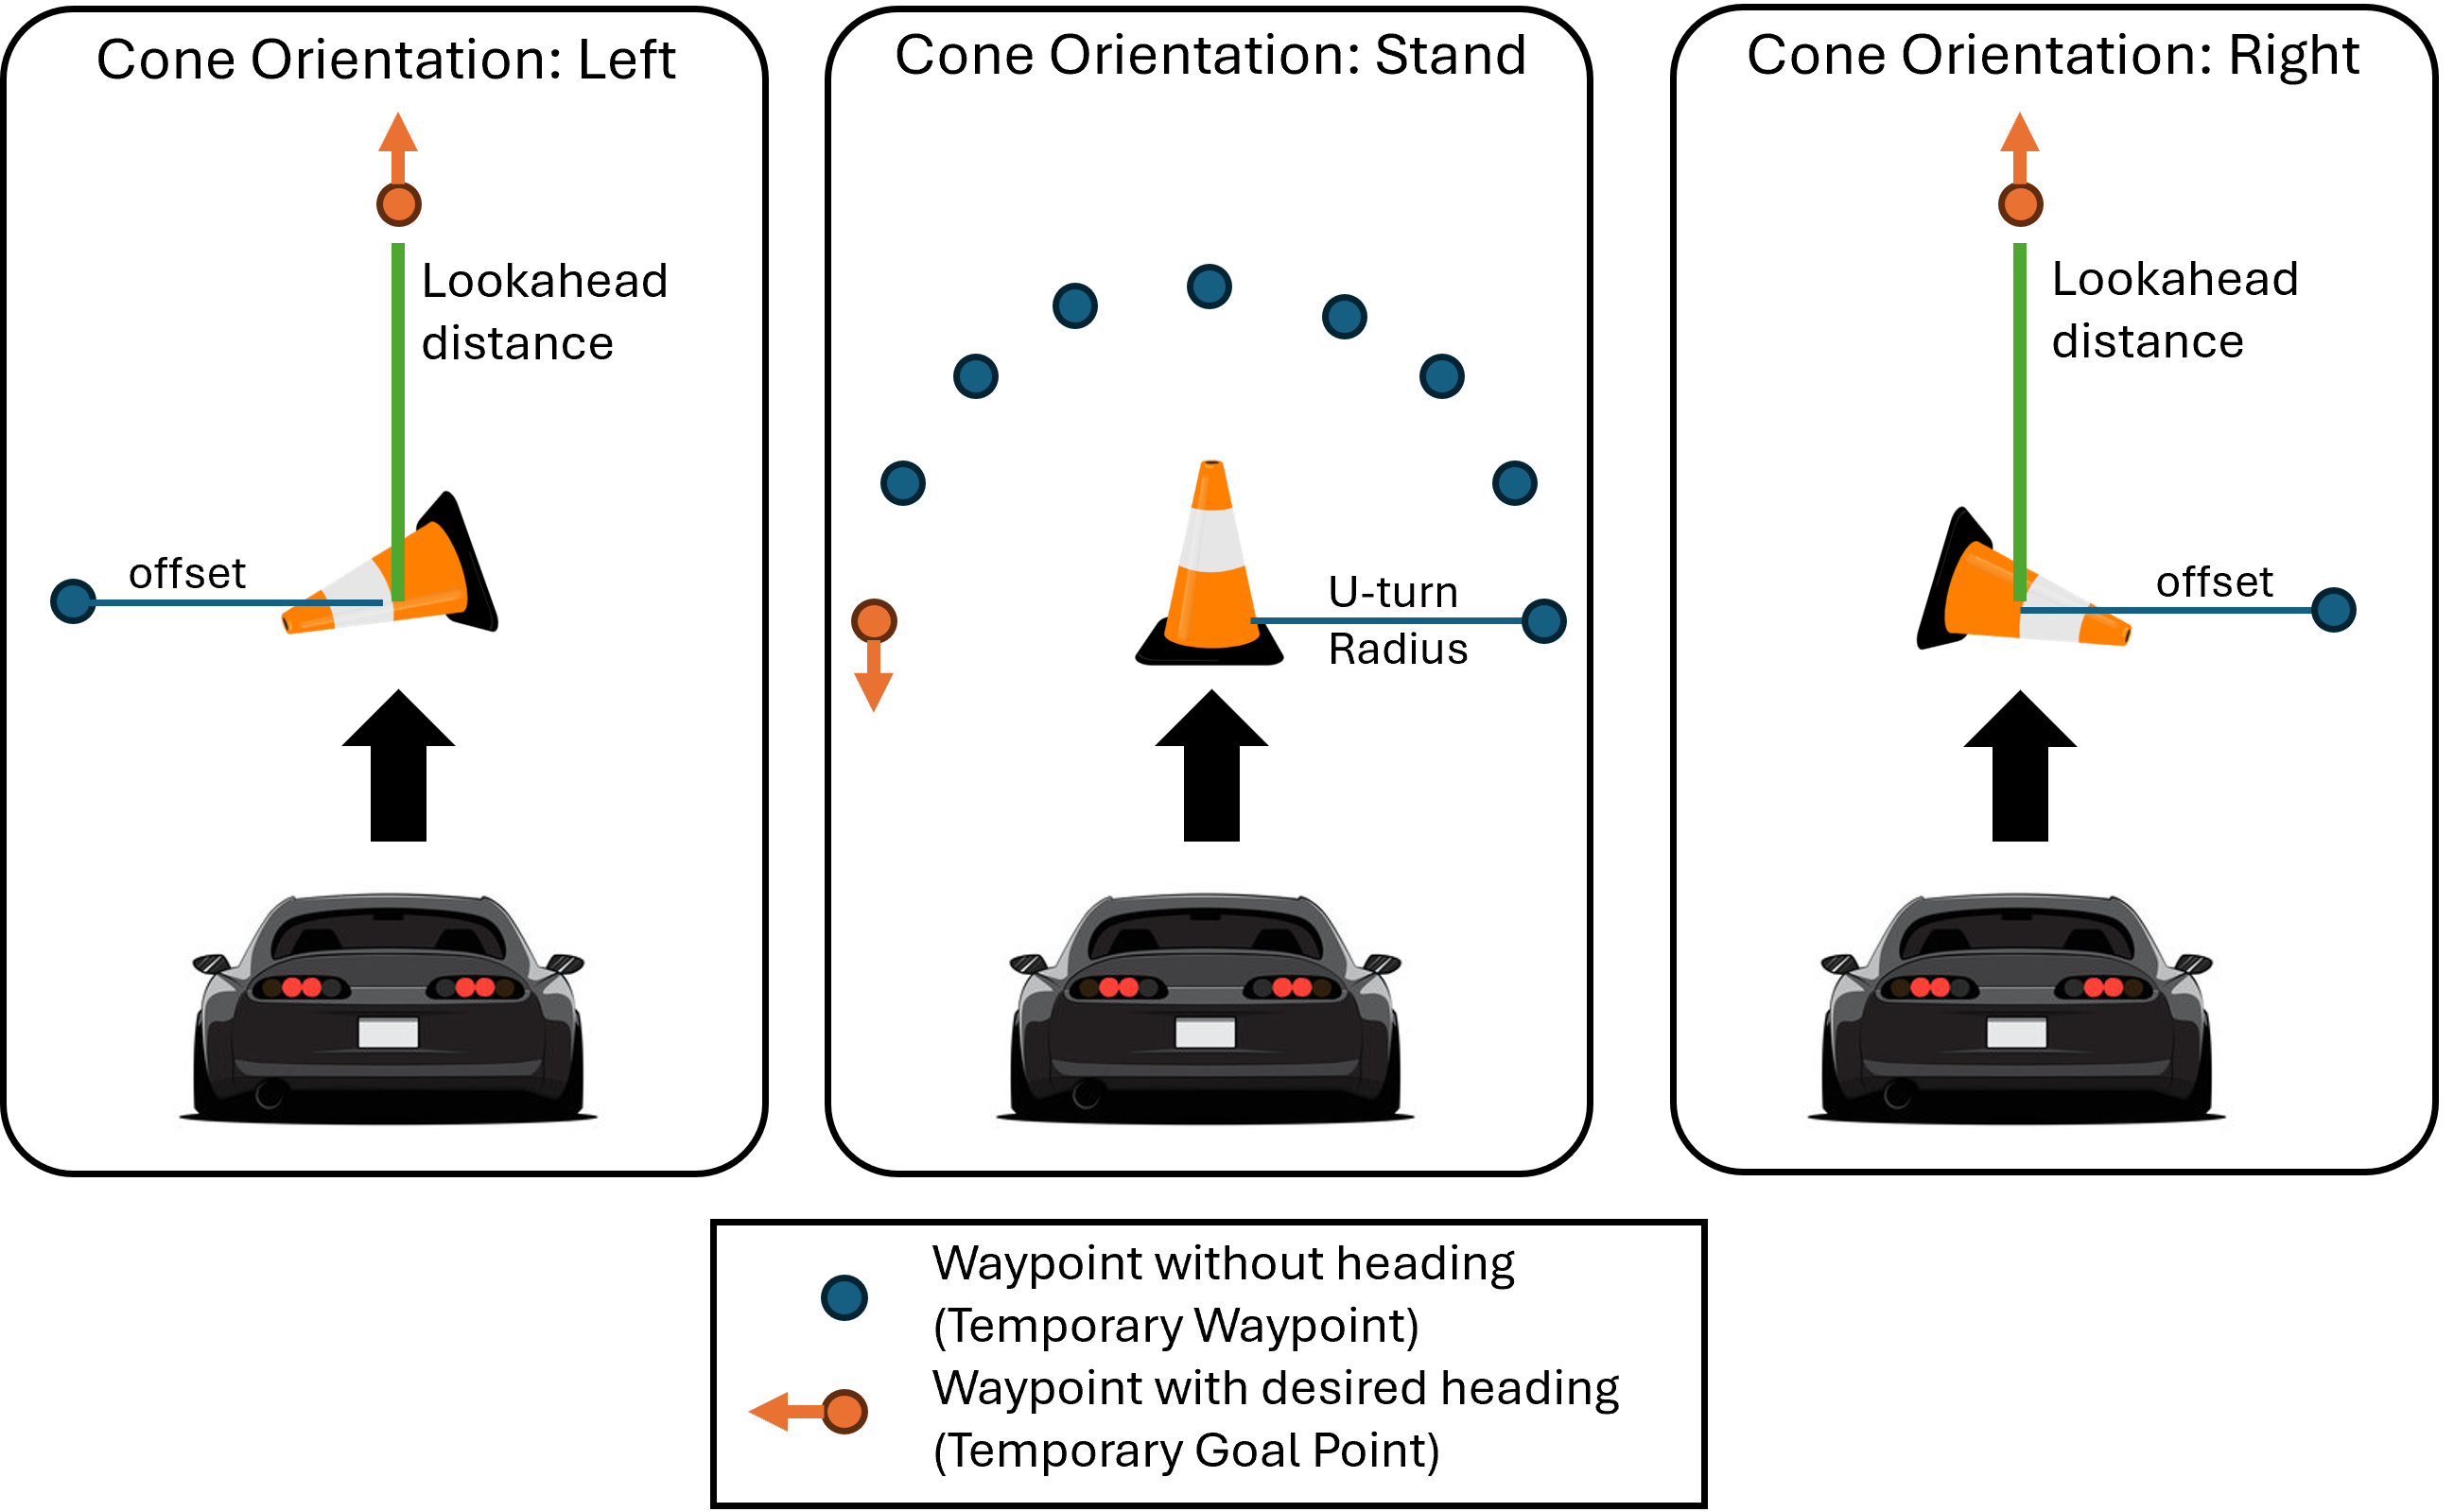 Cone Orientation: Left
Lookahead
distance
offset
Cone Orientation: Stand
U-turn
Radius
Cone Orientation: Right
Lookahead
distance
offset
Waypoint without heading
(Temporary Waypoint)
Waypoint with desired heading
(Temporary Goal Point)